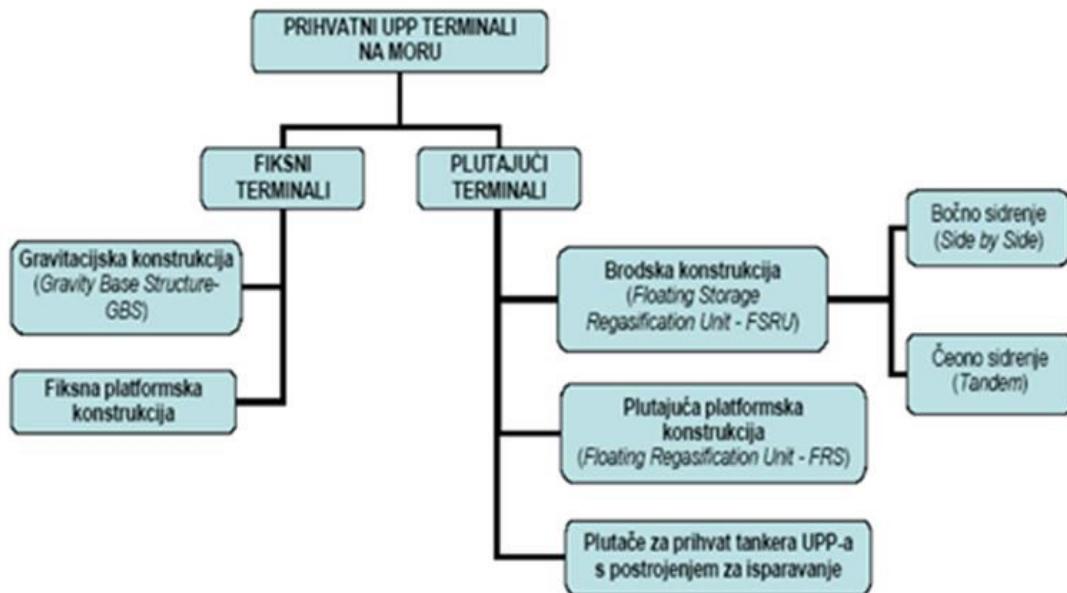 PRIHVATNI UPP TERMINALI
NA MORU
FIKSNI
TERMINALI
PLUTAJUĆI
TERMINALI
Gravitacijska konstrukcija
(Gravity Base Structure-
GBS)
Fiksna platformska
konstrukcija
Brodska konstrukcija
(Floating Storage
Regasification Unit - FSRU)
Plutajuća platformska
konstrukcija
(Floating Regasification Unit - FRS)
Plutače za prihvat tankera UPP-a
s postrojenjem za isparavanje
Bočno sidrenje
(Side by Side)
Čeono sidrenje
(Tandem)